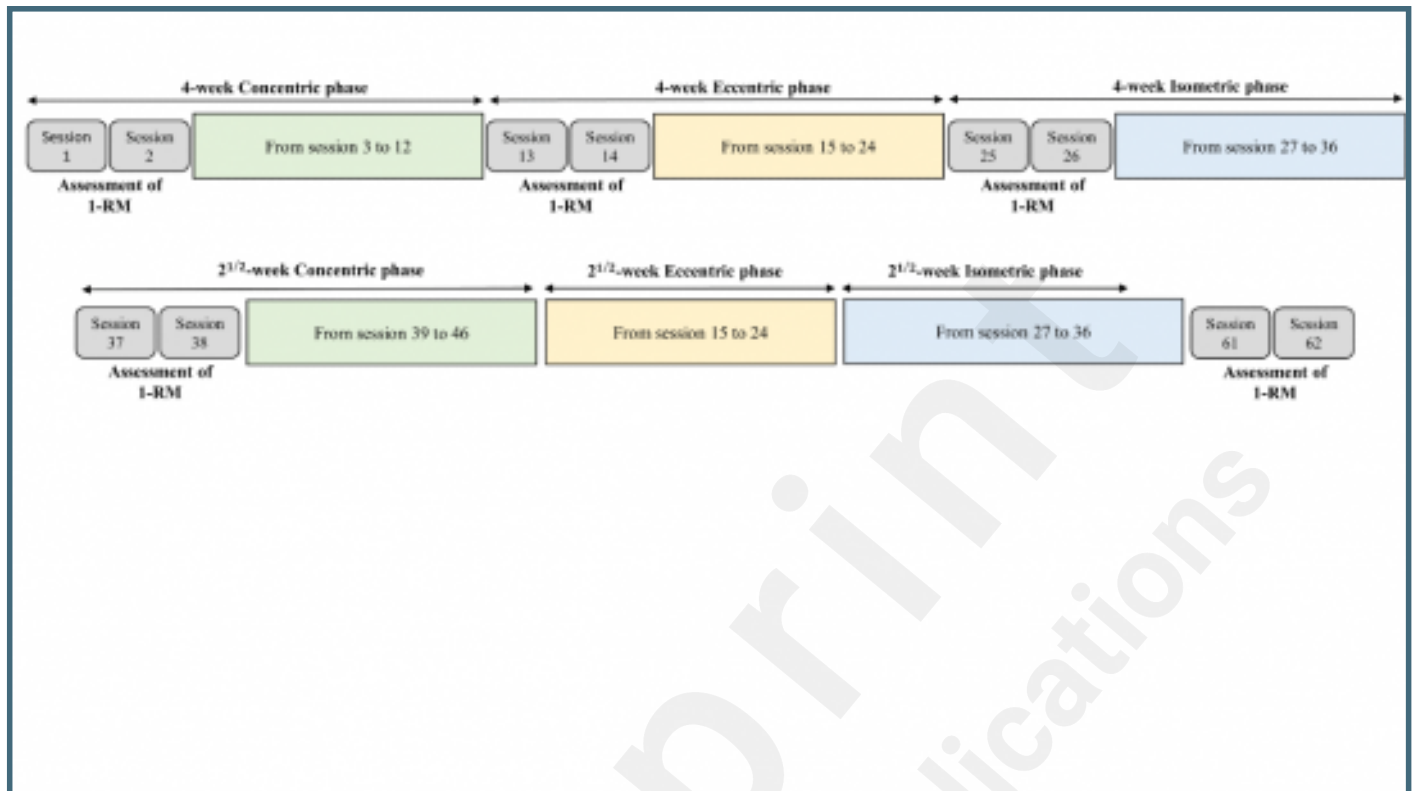 4-week Concentric phase
4-week Eccentric phase
4-week Isometric phase
Session
1
Session
2
From session 3 to 12
Session
13
Session
14
From session 15 to 24
Session
25
Session
26
From session 27 to 36
Assessment of
1-RM
Assessment of
1-RM
Assessment of
1-RM
2^1/2-week Concentric phase
2^1/2-week Eccentric phase
2^1/2-week Isometric phase
Session
37
Session
38
From session 39 to 46
From session 15 to 24
From session 27 to 36
Session
61
Session
62
Assessment of
1-RM
Assessment of
1-RM
print
lications